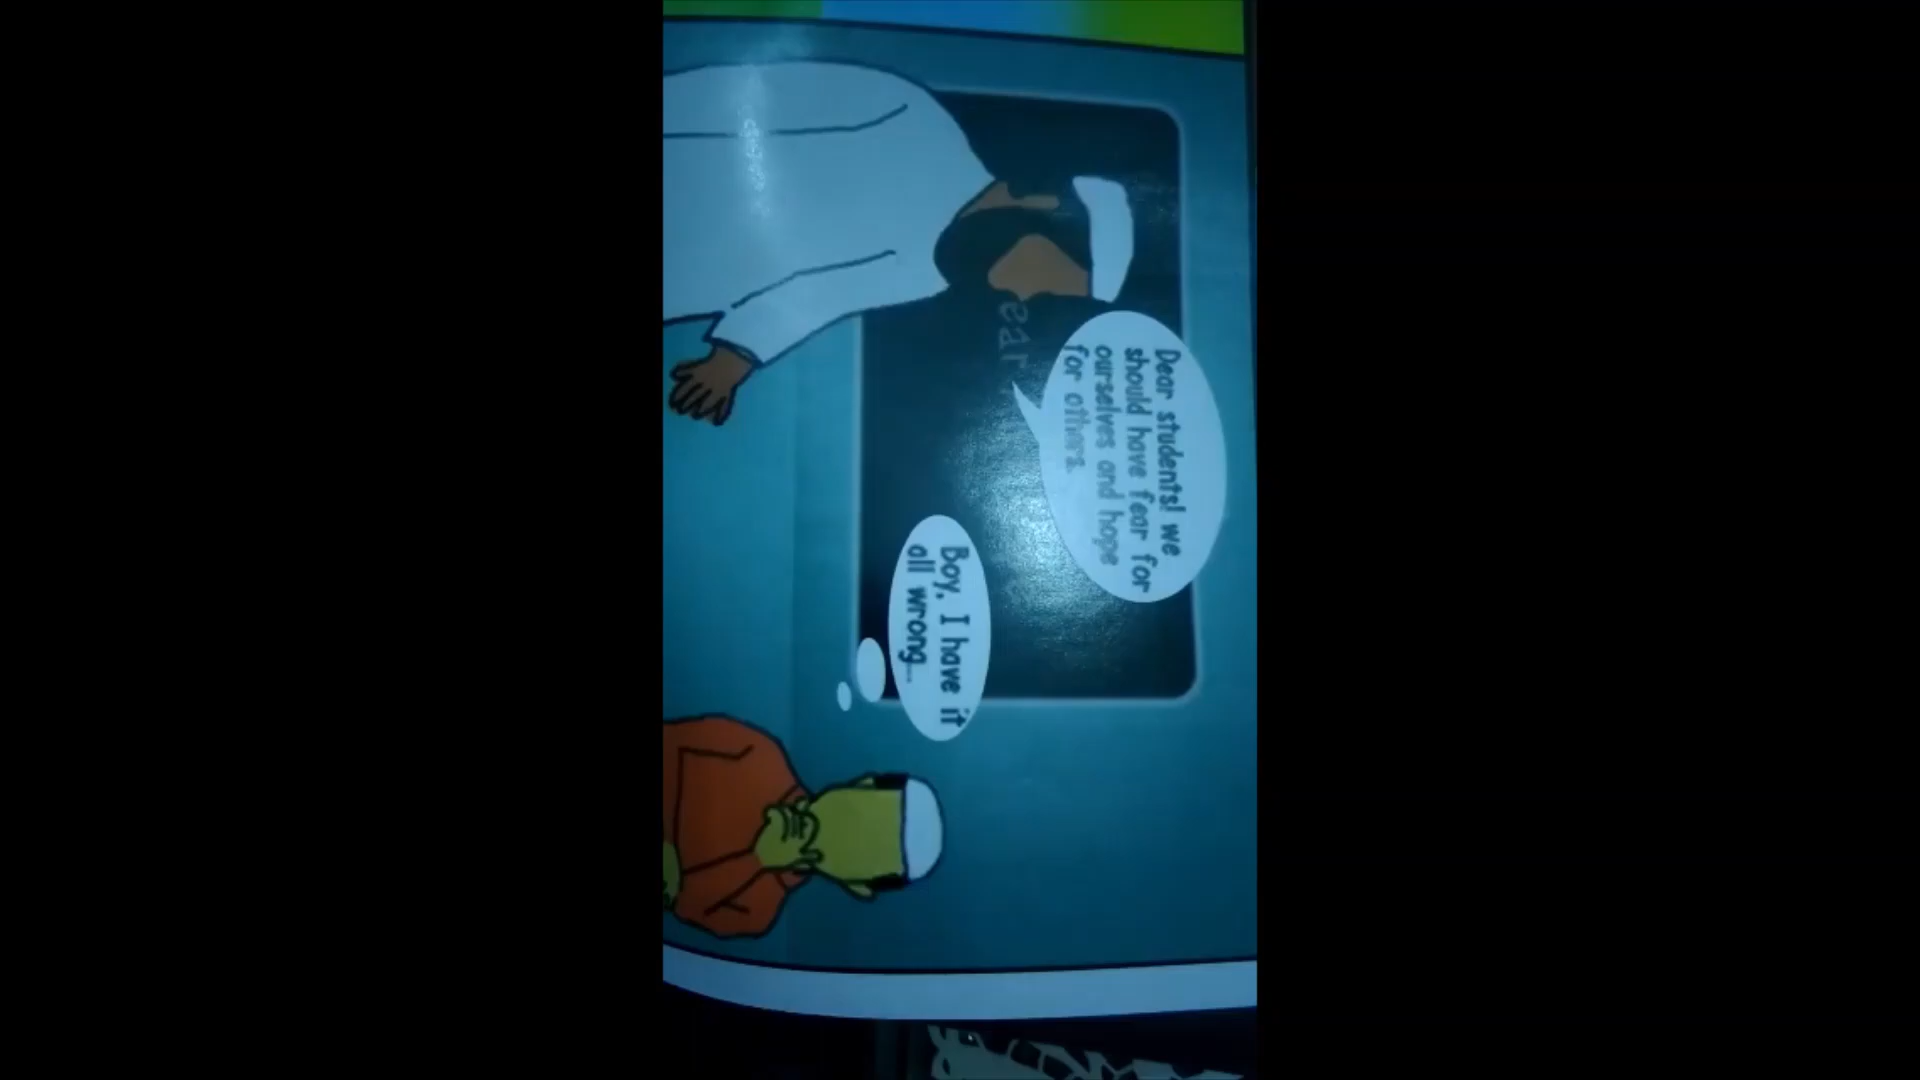 Dear students! we
should have fear for
ourselves and hope
for others.
Boy, I have it
all wrong...